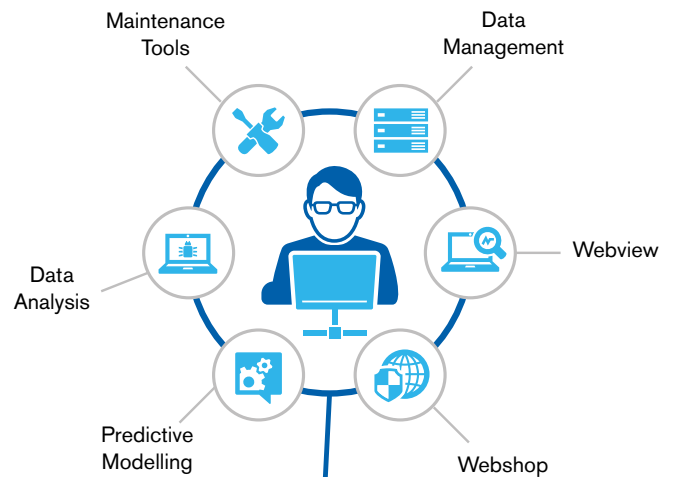 Maintenance
Tools
Data
Management
Webview
Data
Analysis
Predictive
Modelling
Webshop